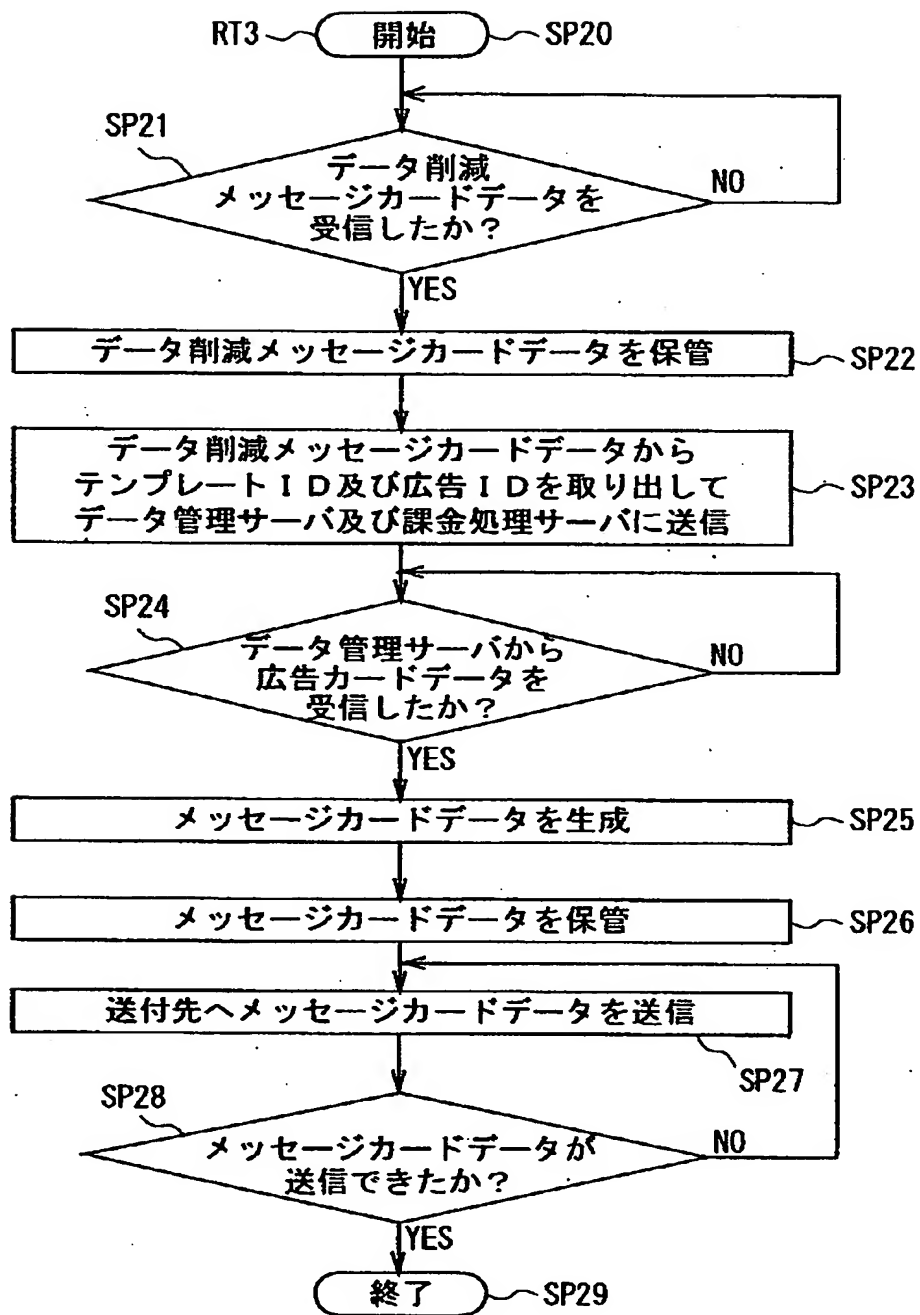 RT3
開始
SP20
SP21
データ削減
メッセージカードデータを
受信したか?
NO
YES
データ削減メッセージカードデータを保管
SP22
データ削減メッセージカードデータから
テンプレートID及び広告IDを取り出して
データ管理サーバ及び課金処理サーバに送信
SP23
SP24
データ管理サーバから
広告カードデータを
受信したか?
NO
YES
メッセージカードデータを生成
SP25
メッセージカードデータを保管
SP26
送付先へメッセージカードデータを送信
SP27
SP28
メッセージカードデータが
送信できたか?
NO
YES
終了
SP29